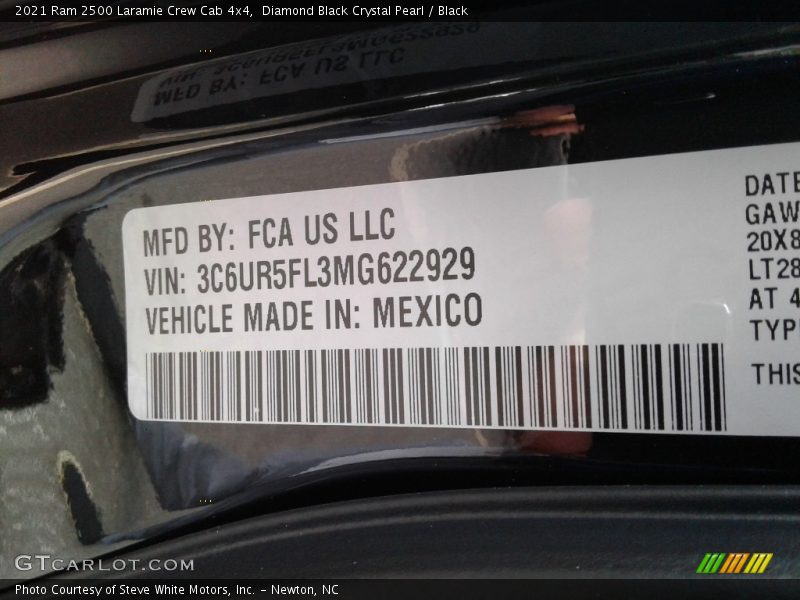 2021 Ram 2500 Laramie Crew Cab 4x4,  Diamond Black Crystal Pearl / Black
MFD BY: FCA US LLC
MFD BY: FCA US LLC
VIN: 3C6UR5FL3MG622929
VEHICLE MADE IN: MEXICO
DATE
GAW
20X8
LT28
AT 4
TYP
THIS
GTCARLOT.COM
Photo Courtesy of Steve White Motors, Inc. – Newton, NC